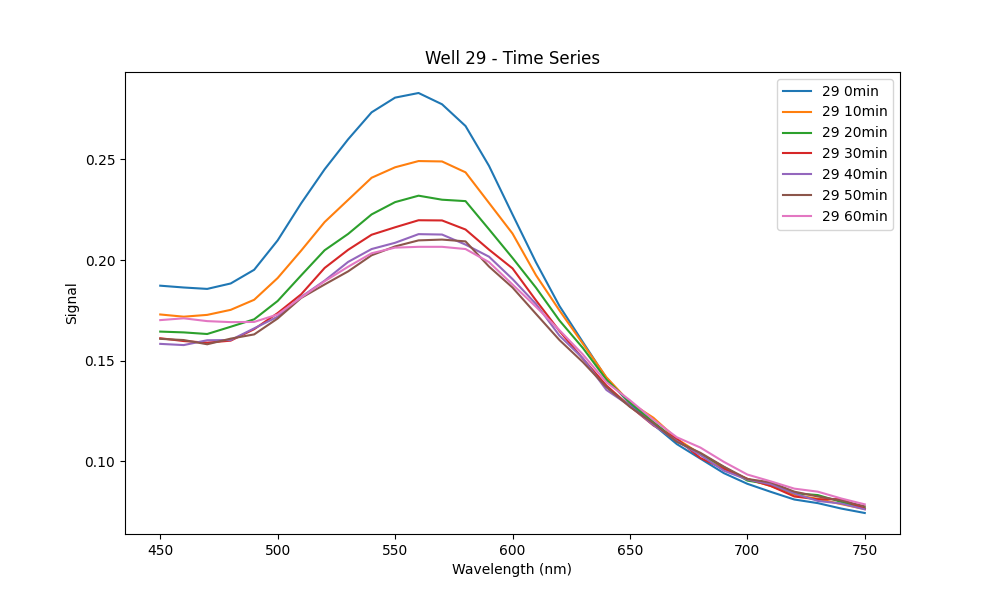 Well 29 - Time Series
29 0min
29 10min
29 20min
29 30min
29 40min
29 50min
29 60min
Signal
0.25
0.20
0.15
0.10
450 500 550 600 650 700 750
Wavelength (nm)